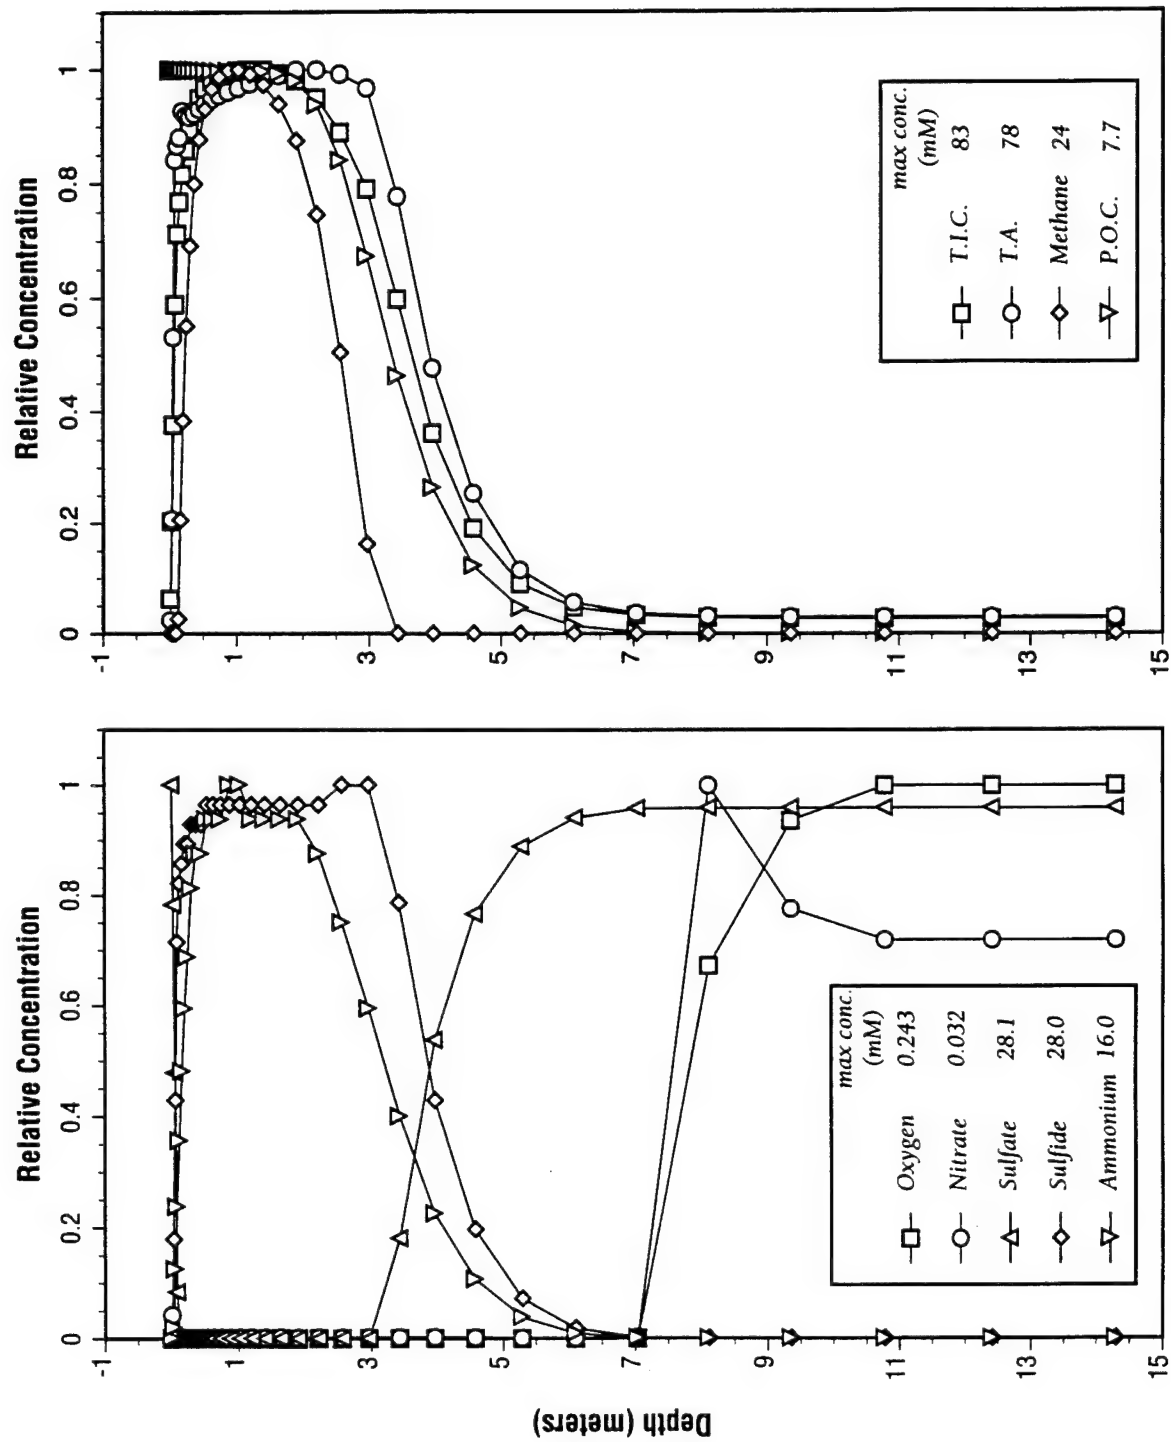 Relative Concentration
0
0.2
0.4
0.6
0.8
1
-1
1
3
5
7
9
11
13
15
Depth (meters)
max conc.
(mM)
Oxygen 0.243
Nitrate 0.032
Sulfate 28.1
Sulfide 28.0
Ammonium 16.0
Relative Concentration
0
0.2
0.4
0.6
0.8
1
-1
1
3
5
7
9
11
13
15
max conc.
(mM)
T.I.C. 83
T.A. 78
Methane 24
P.O.C. 7.7